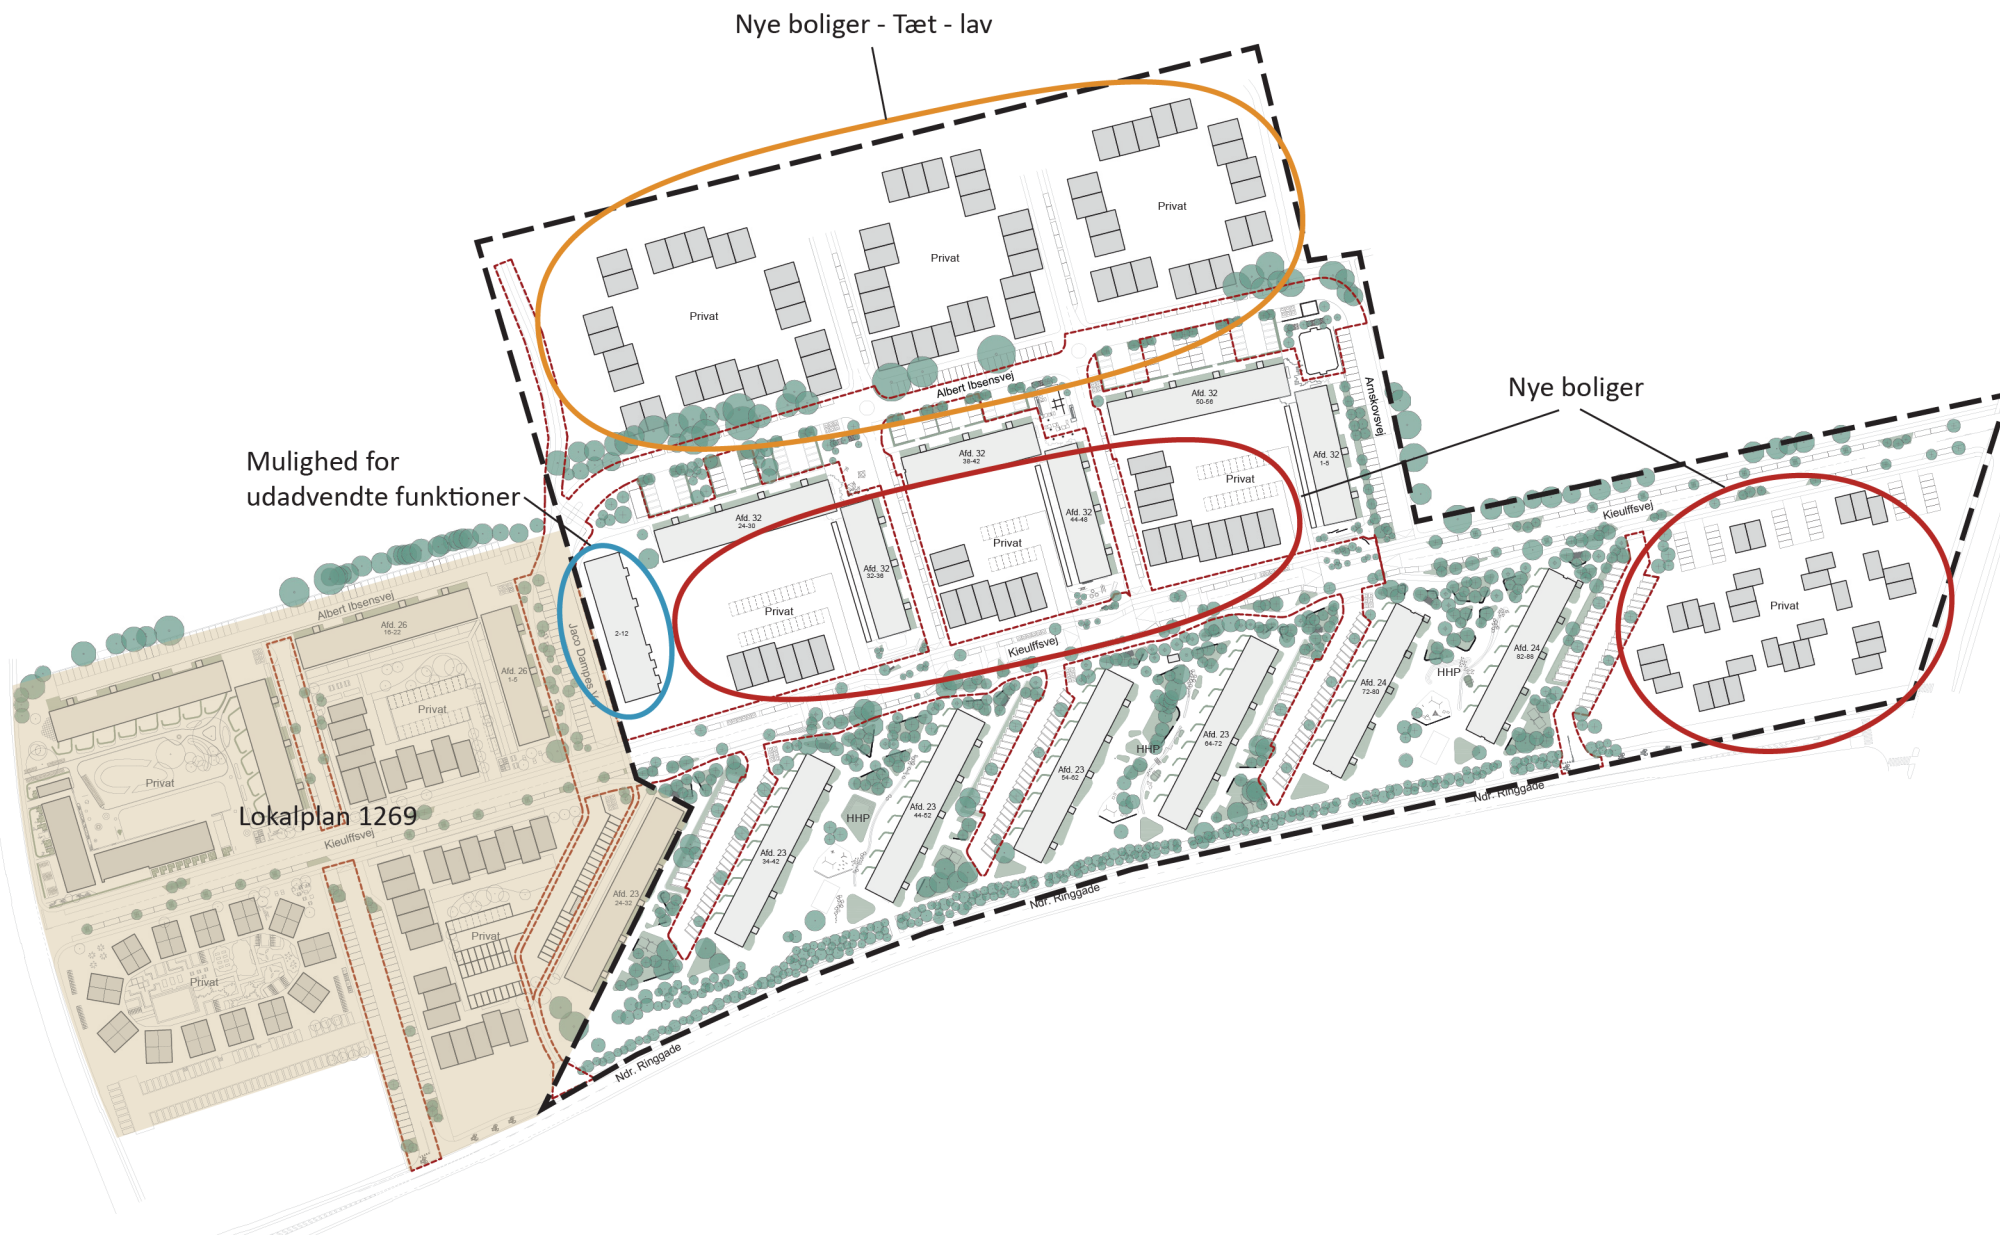 Nye boliger - Tæt - lav
Privat
Privat
Privat
Albert Ibsensvej
Arnskovsvej
Nye boliger
Mulighed for
udadvendte funktioner
Afd. 32
50-56
Afd. 32
1-8
Afd. 32
38-42
Afd. 32
44-48
Afd. 32
24-30
Afd. 32
32-36
Privat
Privat
Privat
Kieulffsvej
Kieulffsvej
Privat
2-12
Albert Ibsensvej
Afd. 26
16-22
Afd. 26
Privat
Privat
Lokalplan 1269
Kieulffsvej
Privat
Privat
Afd. 23
24-32
Afd. 23
34-42
HHP
Afd. 23
44-52
Afd. 23
54-62
HHP
Afd. 23
64-72
Afd. 24
72-80
HHP
Afd. 24
82-88
Ndr. Ringgade
Ndr. Ringgade
Ndr. Ringgade